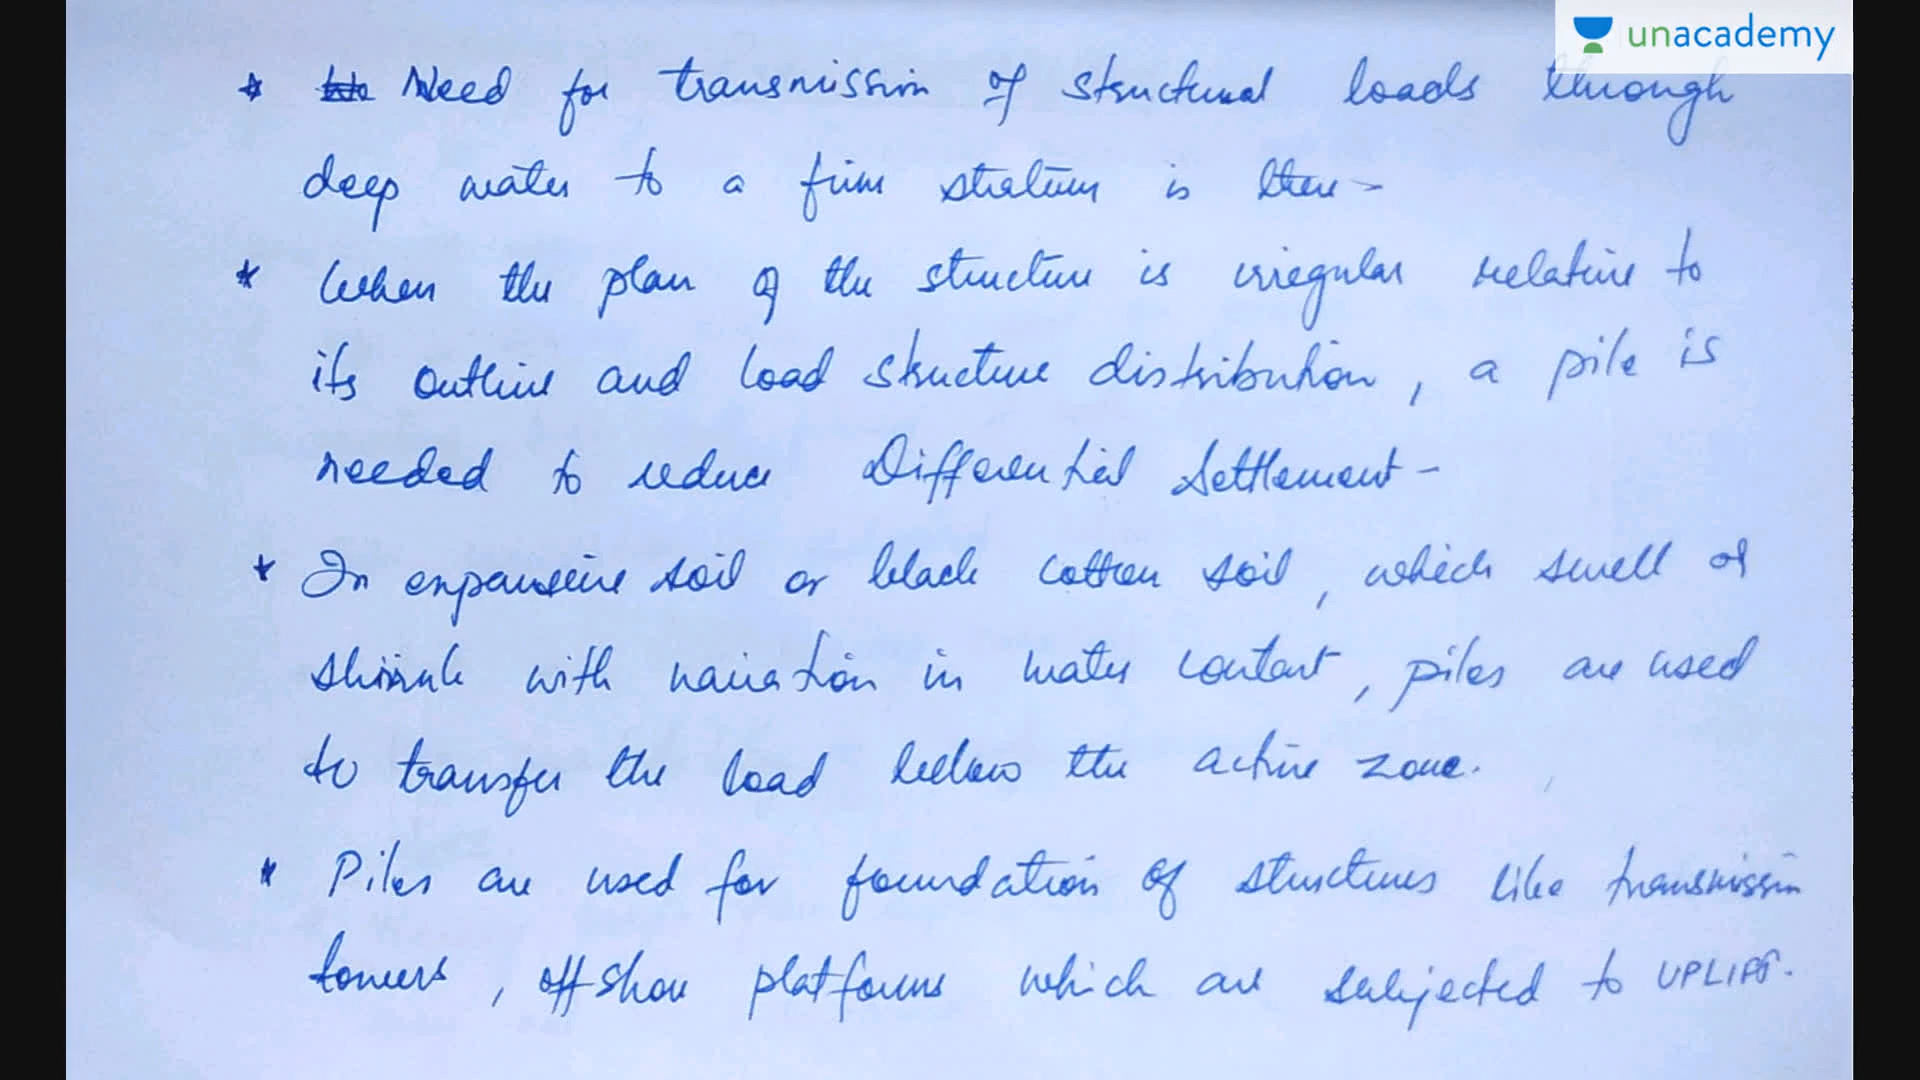 unacademy
* Need for transmission of structural loads through
deep water to a firm stratum is there-
* When the plan of the structure is irregular relative to
its outline and load structure distribution, a pile is
needed to reduce Differential Settlement-
* In expansive soil or black cotton soil, which swell or
shrink with variation in water content, piles are used
to transfer the load below the active zone.
* Piles are used for foundation of structures like transmission
towers, offshore platforms which are subjected to UPLIFT.